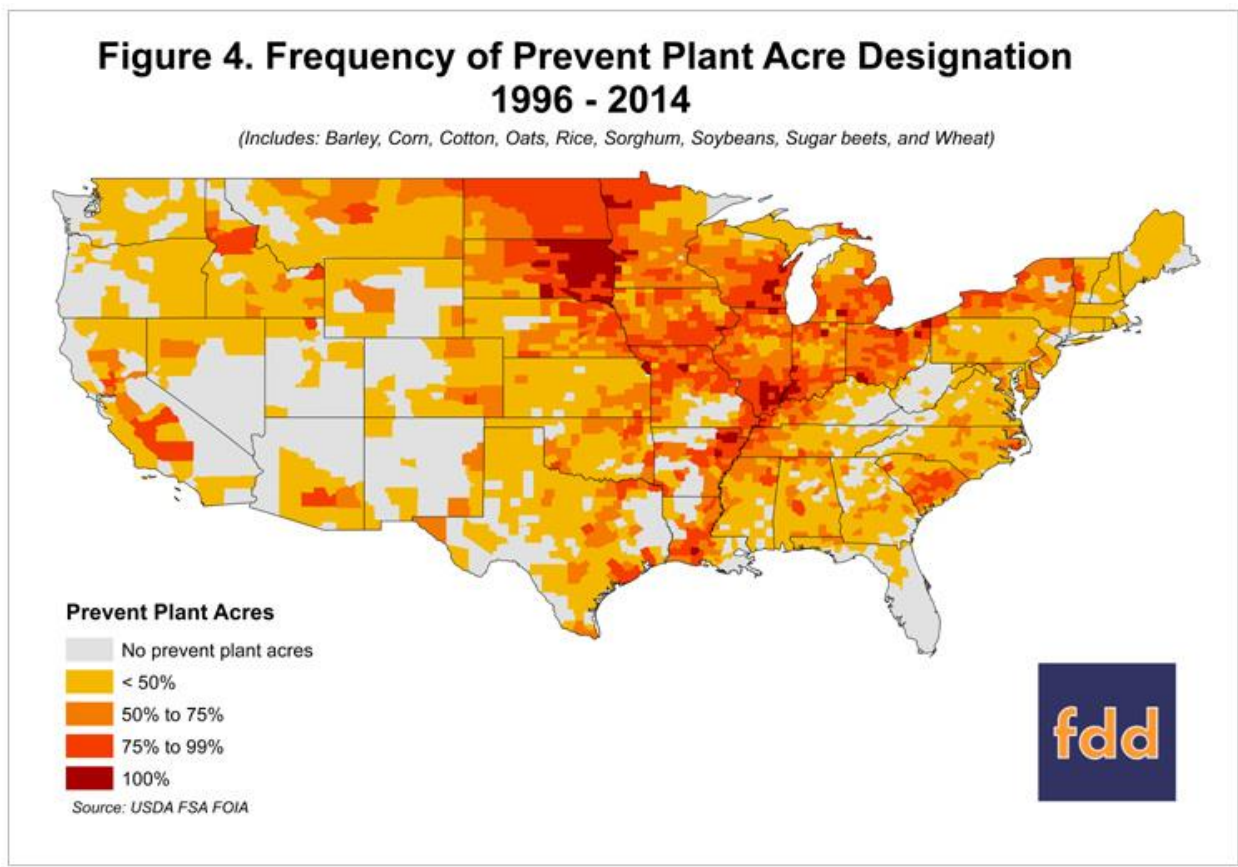 Figure 4. Frequency of Prevent Plant Acre Designation
1996 - 2014
(Includes: Barley, Corn, Cotton, Oats, Rice, Sorghum, Soybeans, Sugar beets, and Wheat)
Prevent Plant Acres
No prevent plant acres
< 50%
50% to 75%
75% to 99%
100%
Source: USDA FSA FOIA
fdd